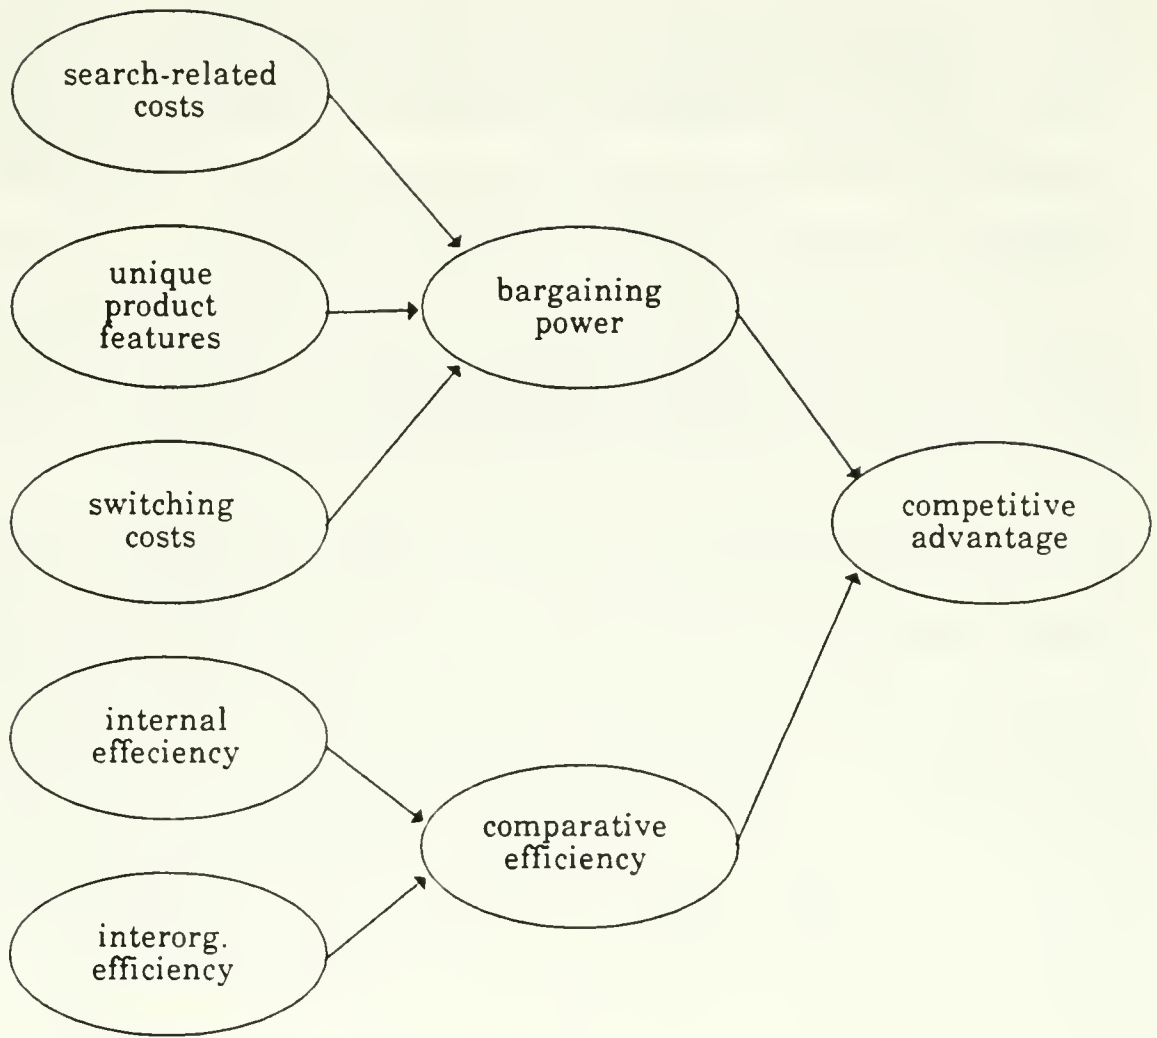 search-related
costs
unique
product
features
switching
costs
internal
effeciency
interorg.
efficiency
bargaining
power
comparative
efficiency
competitive
advantage